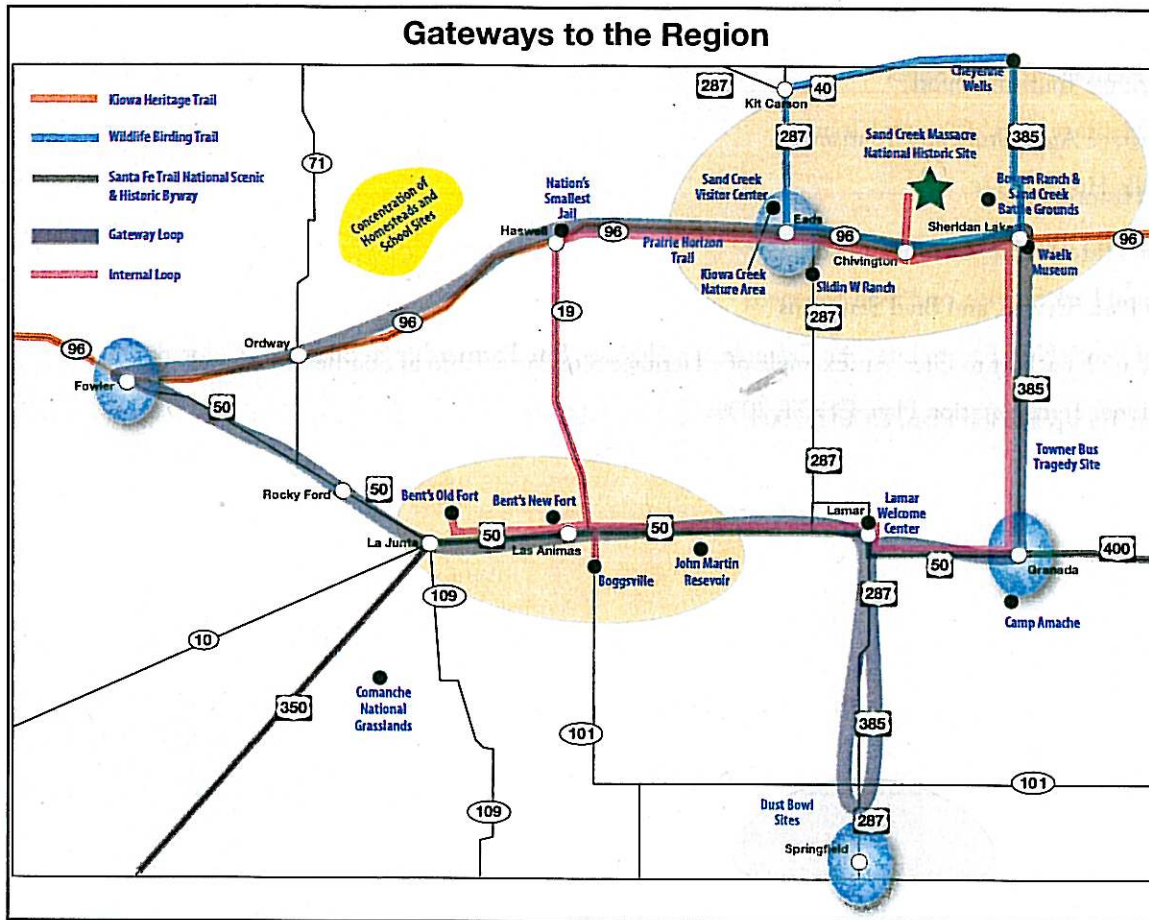 Gateways to the Region
Kiowa Heritage Trail
Wildlife Birding Trail
Santa Fe Trail National Scenic
& Historic Byway
Gateway Loop
Internal Loop
287
Kit Carson
40
Cheyenne
Wells
71
287
385
Concentration of
Homesteads and
School Sites
Nation's
Smallest
Jail
Sand Creek
Visitor Center
Sand Creek Massacre
National Historic Site
Bowen Ranch &
Sand Creek
Battle Grounds
Haswell
96
Prairie Horizon
Trail
Eads
96
Chivington
Sheridan Lake
96
Kiowa Creek
Nature Area
Slidin W Ranch
Waelk
Museum
19
287
96
Ordway
96
Fowler
50
385
Towner Bus
Tragedy Site
287
Rocky Ford
50
Bent's Old Fort
Bent's New Fort
Lamar
Lamar
Welcome
Center
La Junta
50
Las Animas
50
John Martin
Resevoir
50
Granada
400
Boggsville
109
287
Camp Amache
10
350
Comanche
National
Grasslands
101
385
101
109
Dust Bowl
Sites
287
Springfield